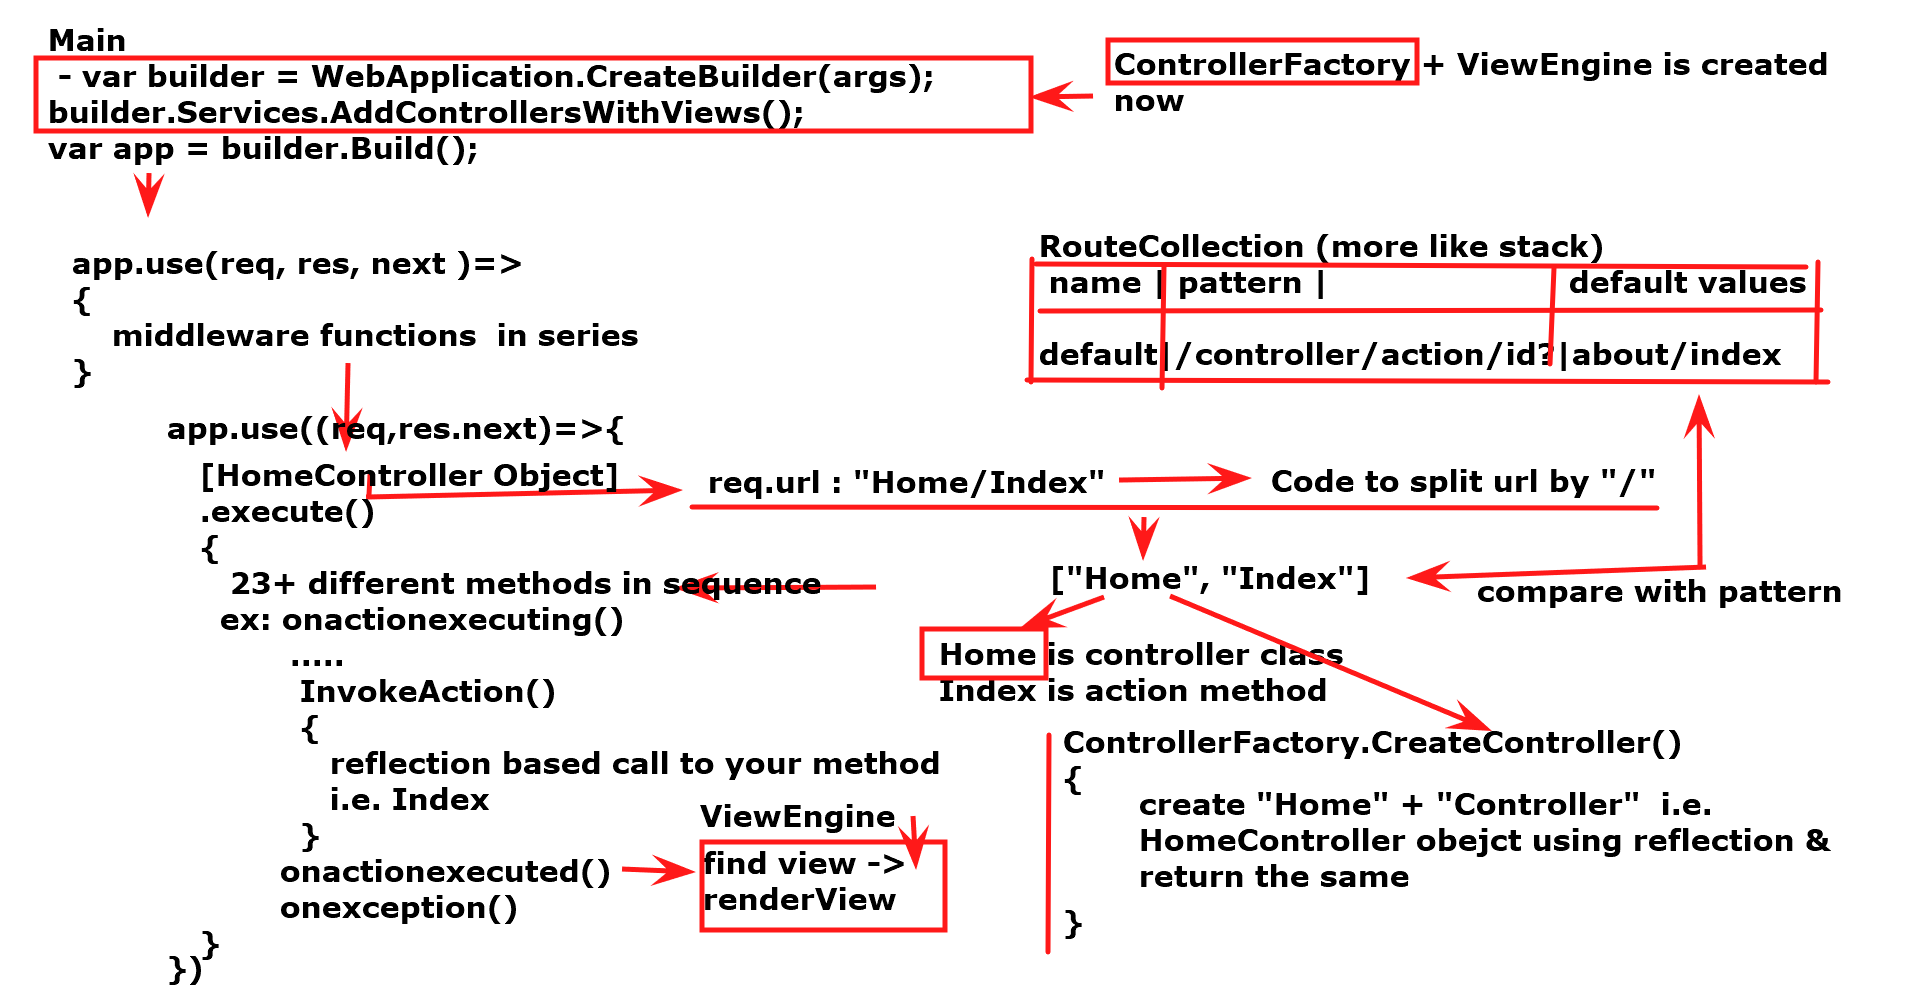 Main
- var builder = WebApplication.CreateBuilder(args);
builder.Services.AddControllersWithViews();
var app = builder.Build();
ControllerFactory + ViewEngine is created
now
app.use(req, res, next )=>
{
middleware functions  in series
}
RouteCollection (more like stack)
name | pattern | default values
default|/controller/action/id?|about/index
app.use((req,res.next)=>{
[HomeController Object]
.execute()
{
23+ different methods in sequence
ex: onactionexecuting()
.....
InvokeAction()
{
reflection based call to your method
i.e. Index
}
onactionexecuted()
onexception()
}
})
req.url : "Home/Index"
Code to split url by "/"
["Home", "Index"]
compare with pattern
Home is controller class
Index is action method
ControllerFactory.CreateController()
{
create "Home" + "Controller"  i.e.
HomeController obejct using reflection &
return the same
}
ViewEngine
find view ->
renderView